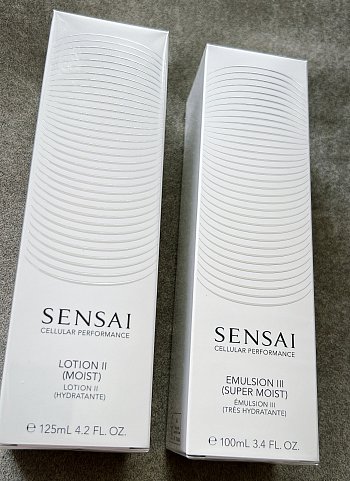 SENSAI
CELLULAR PERFORMANCE
LOTION II
(MOIST)
LOTION II
(HYDRATANTE)
℮ 125mL 4.2 FL. OZ.
SENSAI
CELLULAR PERFORMANCE
EMULSION III
(SUPER MOIST)
ÉMULSION III
(TRÈS HYDRATANTE)
℮ 100mL 3.4 FL. OZ.